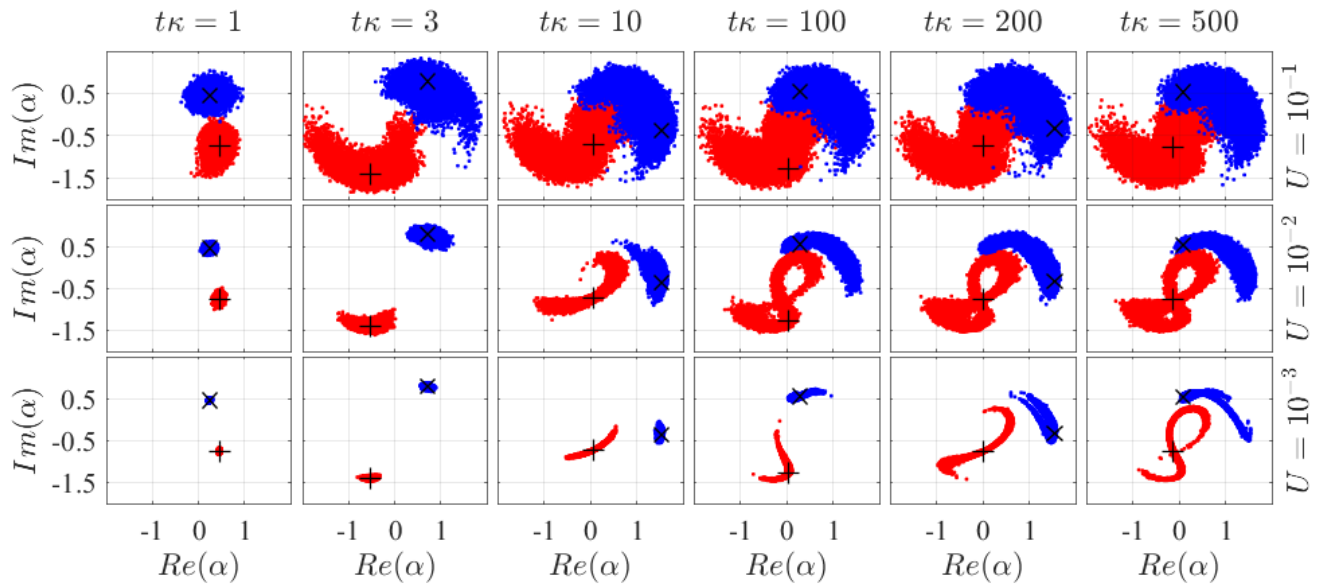 tκ = 1 tκ = 3 tκ = 10 tκ = 100 tκ = 200 tκ = 500
Im(α) 0.5 -0.5 -1.5 U = 10⁻¹
Im(α) 0.5 -0.5 -1.5 U = 10⁻²
Im(α) 0.5 -0.5 -1.5 U = 10⁻³
-1 0 1 -1 0 1 -1 0 1 -1 0 1 -1 0 1 -1 0 1
Re(α) Re(α) Re(α) Re(α) Re(α) Re(α)